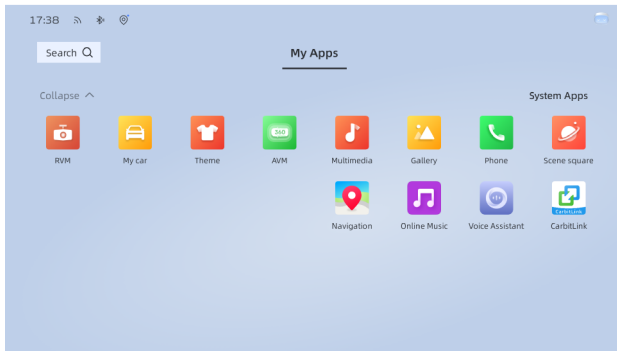 17:38
Search
My Apps
Collapse
System Apps
RVM
My car
Theme
360
AVM
Multimedia
Gallery
Phone
Scene square
Navigation
Online Music
Voice Assistant
CarbitLink
CarbitLink